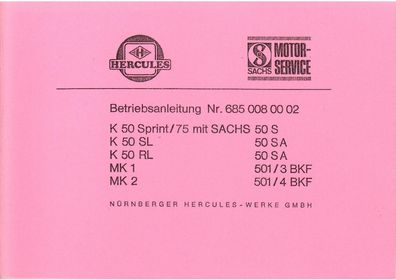 H
HERCULES
S
SACHS
MOTOR-
SERVICE
Betriebsanleitung Nr. 685 008 00 02
K 50 Sprint/75 mit SACHS 50 S
K 50 SL 50 SA
K 50 RL 50 SA
MK 1 501/3 BKF
MK 2 501/4 BKF
NÜRNBERGER HERCULES-WERKE GMBH